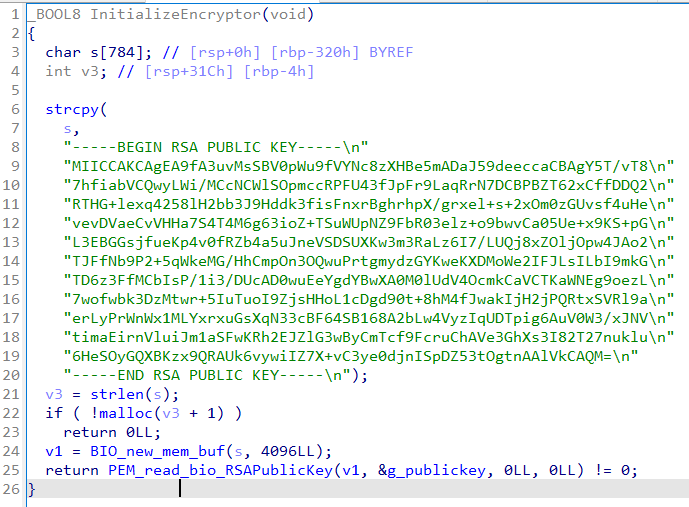 1 _BOOL8 InitializeEncryptor(void)
2 {
3 char s[784]; // [rsp+0h] [rbp-320h] BYREF
4 int v3; // [rsp+31Ch] [rbp-4h]
5
6 strcpy(
7 s,
8 "-----BEGIN RSA PUBLIC KEY-----\n"
9 "MIICCAKCAgEA9fA3uvMsSBV0pWu9fVYNc8zXHBe5mADaJ59deeccaCBAgY5T/vT8\n"
10 "7hfiabVCQwyLWi/MCcNCWlSOpmccRPFU43fJpFr9LaqRrN7DCBPBZT62xCffDDQ2\n"
11 "RTHG+lexq4258lH2bb3J9Hddk3fisFnxrBghrhpX/grxel+s+2xOm0zGUvsf4uHe\n"
12 "vevDVaeCvVHHa7S4T4M6g63ioZ+TSuWUpNZ9FbR03elz+o9bwvCa05Ue+x9KS+pG\n"
13 "L3EBGGsjfueKp4v0fRZb4a5uJneVSDSUXKw3m3RaLz6I7/LUQj8xZOljOpw4JAo2\n"
14 "TJFfNb9P2+5qWkeMG/HhCmpOn3OQwuPrtgmydzGYKweKXDMoWe2IFJLsILbI9mkG\n"
15 "TD6z3FfMCbIsP/1i3/DUcAD0wuEeYgdYBwXA0M0lUdV4OcmkCaVCTKaWNEg9oezL\n"
16 "7wofwbk3DzMtwr+5IuTuoI9ZjsHHoL1cDgd90t+8hM4fJwakIjH2jPQRtxSVRl9a\n"
17 "erLyPrWnWx1MLYxrxuGsXqN33cBF64SB168A2bLw4VyzIqUDTpig6AuV0W3/xJNV\n"
18 "timaEirnVluiJm1aSFwKRh2EJZlG3wByCmTcf9FcruChAVe3GhXs3I82T27nuklu\n"
19 "6HeSOyGQXBKzx9QRAUk6vywiIZ7X+vC3ye0djnISpDZ53tOgtnAAlVkCAQM=\n"
20 "-----END RSA PUBLIC KEY-----\n");
21 v3 = strlen(s);
22 if ( !malloc(v3 + 1) )
23 return 0LL;
24 v1 = BIO_new_mem_buf(s, 4096LL);
25 return PEM_read_bio_RSAPublicKey(v1, &g_publickey, 0LL, 0LL) != 0;
26 }